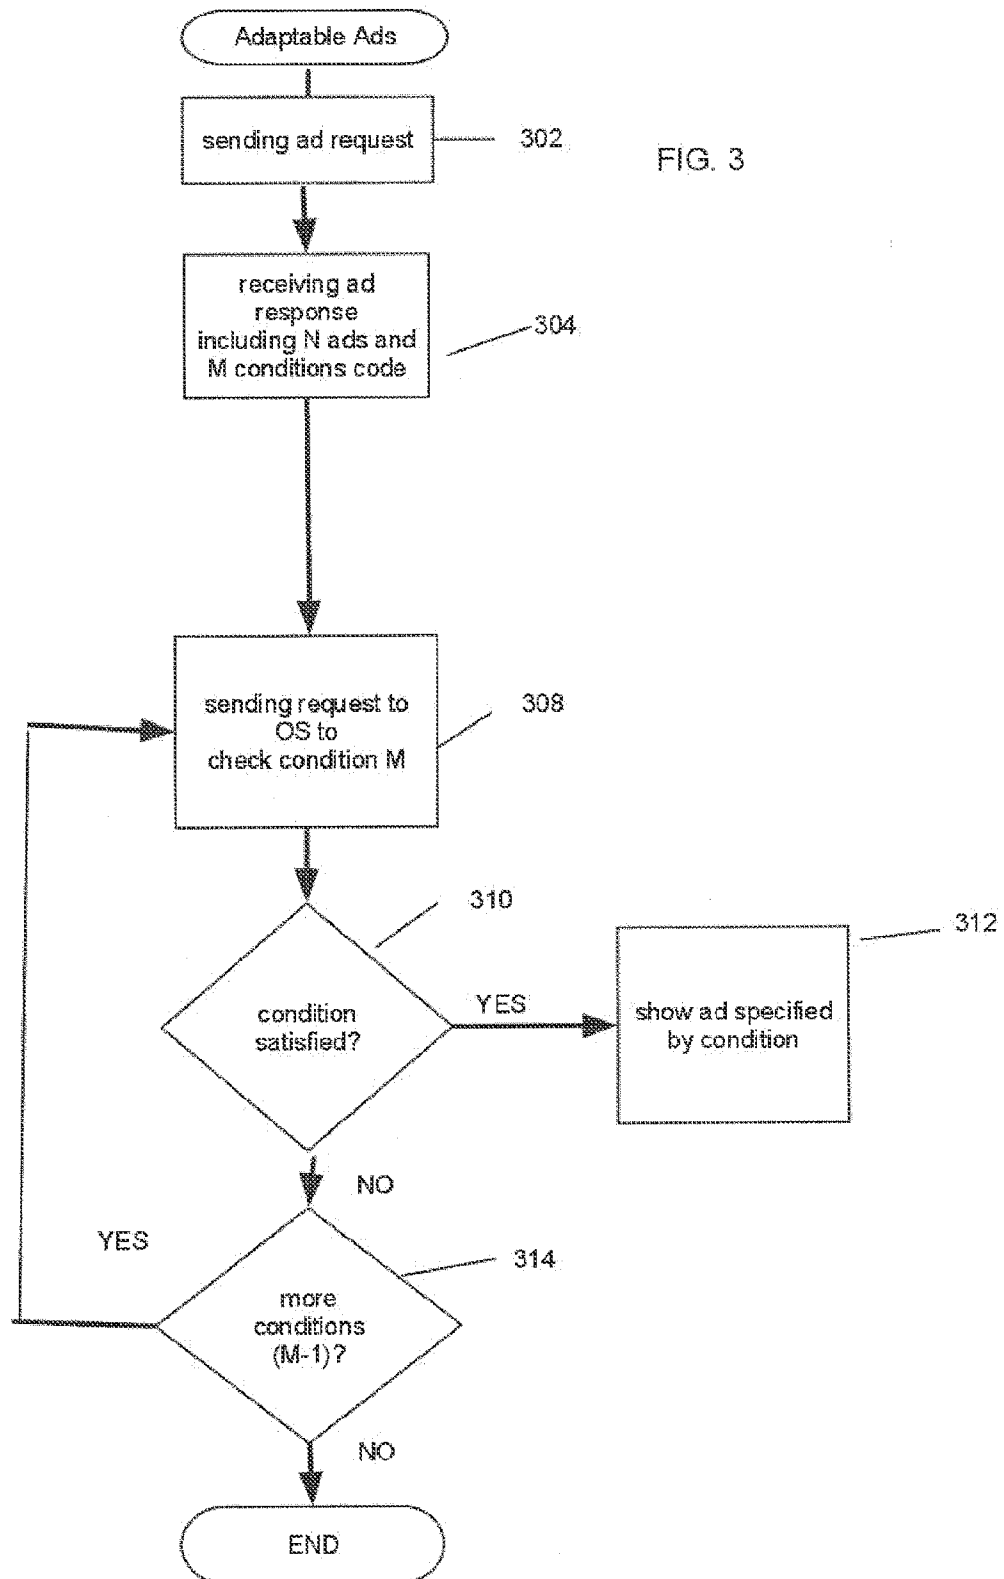 Adaptable Ads
sending ad request
302
FIG. 3
receiving ad
response
including N ads and
M conditions code
304
sending request to
OS to
check condition M
308
310
condition
satisfied?
YES
312
show ad specified
by condition
NO
YES
314
more
conditions
(M-1)?
NO
END